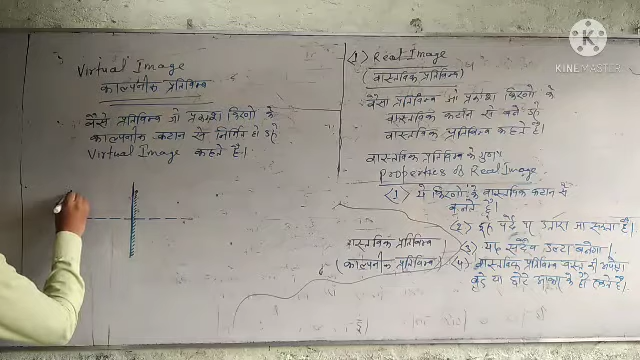 Virtual Image
काल्पनीक प्रतिबिम्ब
वैसे प्रतिबिम्ब जो प्रकाश किरणो के
काल्पनीक कटान से निर्मित हो उसे
Virtual Image कहते है।
(1) Real Image
(वास्तविक प्रतिबिम्ब)
वैसा प्रतिबिम्ब जो प्रकाश किरणो के
वास्तविक कटान से बने उसे
वास्तविक प्रतिबिम्ब कहते है।
वास्तविक प्रतिबिम्ब के गुण
Properties of Real Image
(1) ये किरणो के वास्तविक कटान से
बनते है।
2) इसे पर्दे पर उतारा जा सकता है।
3) यह सदैव उल्टा बनेगा।
(4) वास्तविक प्रतिबिम्ब वस्तु की अपेक्षा
बड़े या छोटे के हो सकते है।
वास्तविक प्रतिबिम्ब
काल्पनिक प्रतिबिम्ब
KINEMASTER